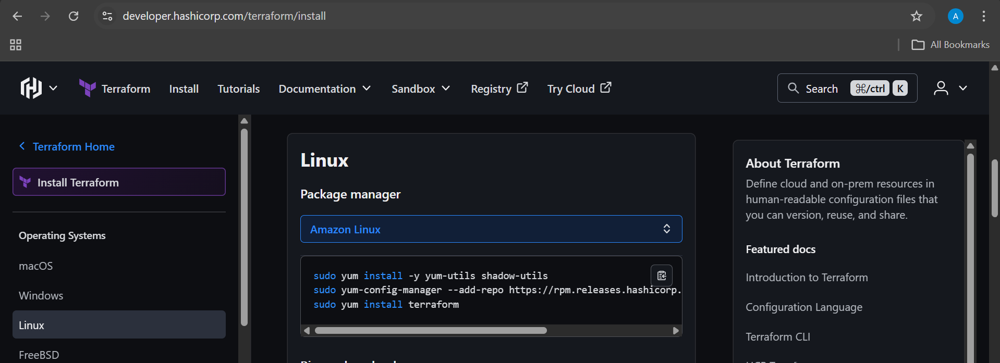 developer.hashicorp.com/terraform/install
A
All Bookmarks
Terraform
Install
Tutorials
Documentation
Sandbox
Registry
Try Cloud
Search
⌘/ctrl
K
Terraform Home
Install Terraform
Operating Systems
macOS
Windows
Linux
FreeBSD
Linux
Package manager
Amazon Linux
sudo yum install -y yum-utils shadow-utils
sudo yum-config-manager --add-repo https://rpm.releases.hashicorp.
sudo yum install terraform
About Terraform
Define cloud and on-prem resources in
human-readable configuration files that
you can version, reuse, and share.
Featured docs
Introduction to Terraform
Configuration Language
Terraform CLI